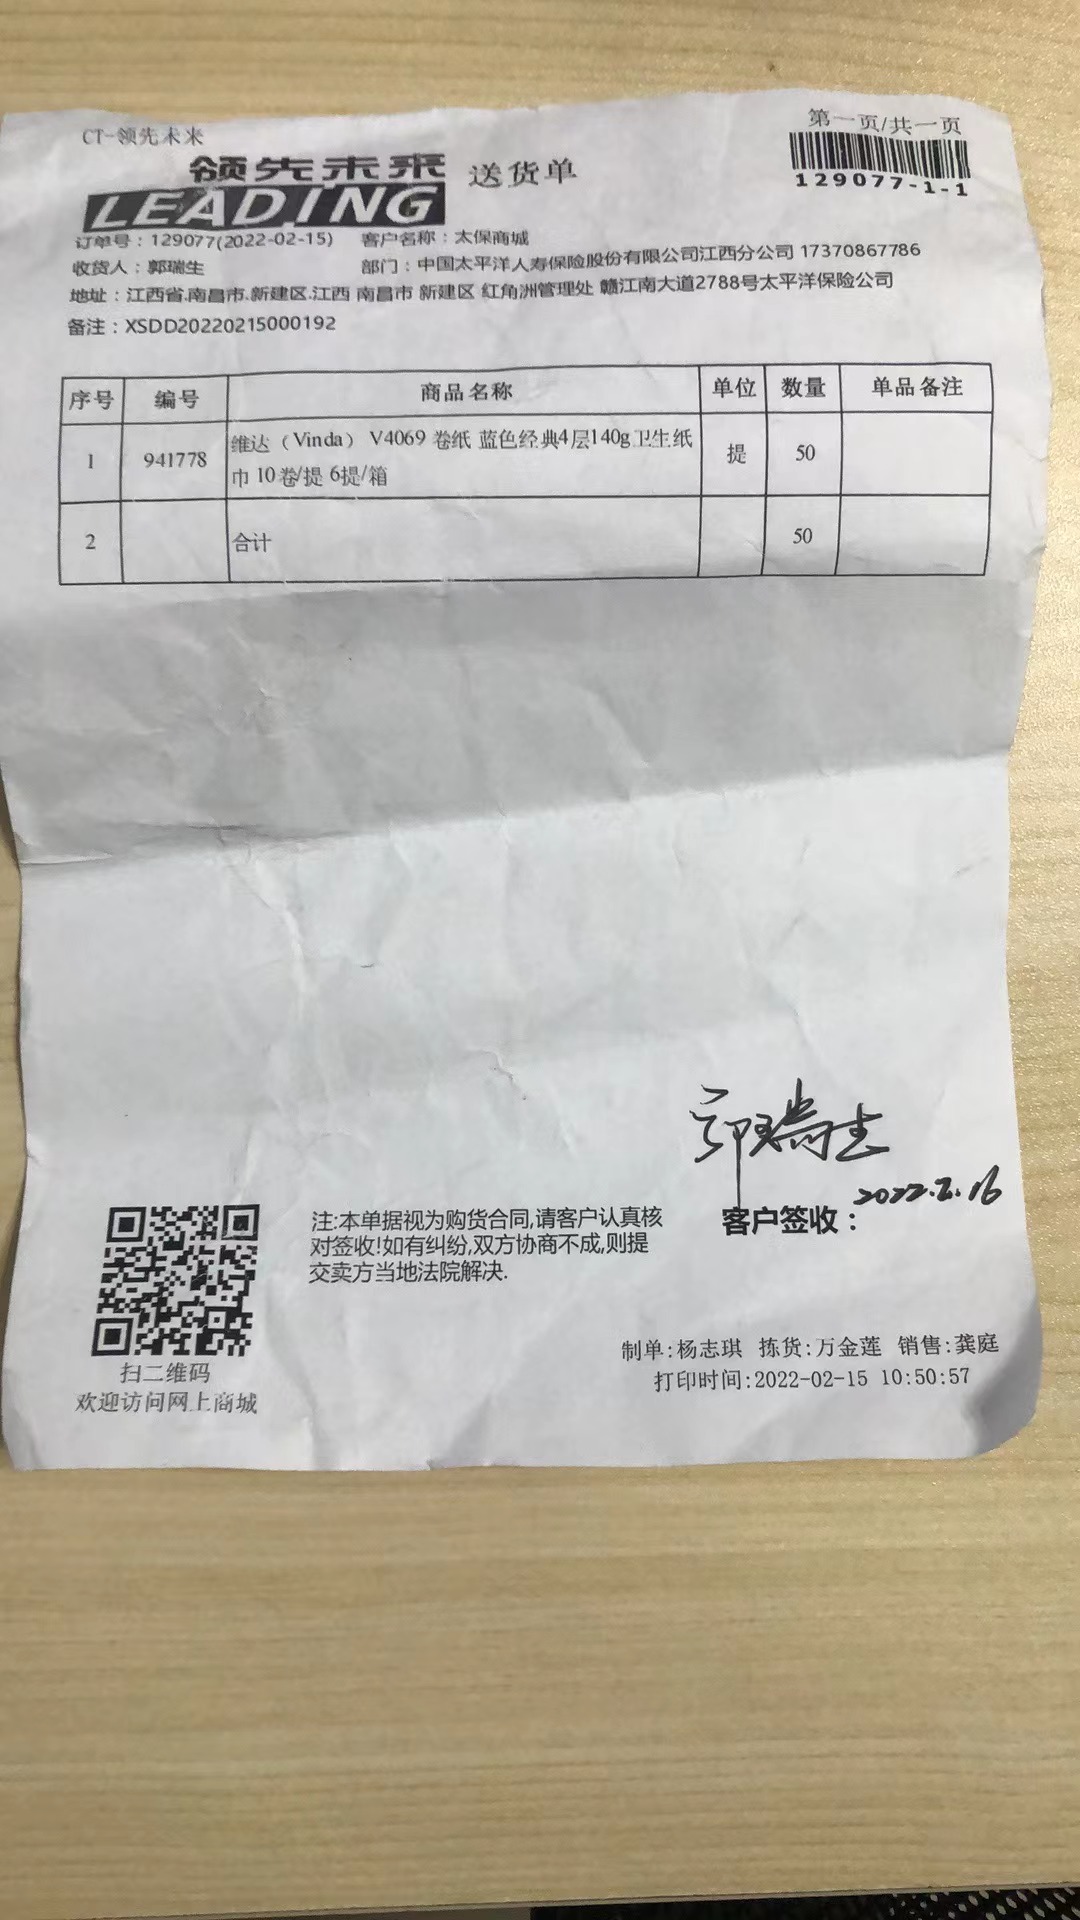 CT-领先未来
第一页/共一页
领先未来
LEADING
送货单
129077-1-1
订单号：129077(2022-02-15) 客户名称：太保商城
收货人：郭瑞生 部门：中国太平洋人寿保险股份有限公司江西分公司 17370867786
地址：江西省.南昌市.新建区.江西 南昌市 新建区 红角洲管理处 赣江南大道2788号太平洋保险公司
备注：XSDD20220215000192
序号 编号 商品名称 单位 数量 单品备注
1 941778 维达（Vinda） V4069 卷纸 蓝色经典4层140g卫生纸 提 50
巾 10卷/提 6提/箱
2 合计 50
郭瑞生
2022.2.16
客户签收：
注:本单据视为购货合同,请客户认真核
对签收!如有纠纷,双方协商不成,则提
交卖方当地法院解决.
扫二维码
欢迎访问网上商城
制单:杨志琪 拣货:万金莲 销售:龚庭
打印时间:2022-02-15 10:50:57